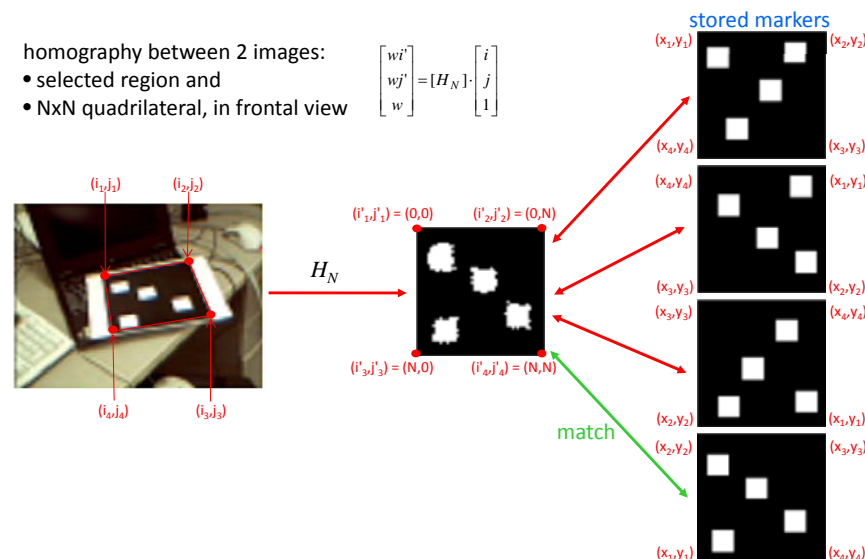 stored markers
homography between 2 images:
• selected region and
• NxN quadrilateral, in frontal view
[wi'
wj'
w] = [H_N] · [i
j
1]
(x₁,y₁) (x₂,y₂)
(x₄,y₄) (x₃,y₃)
(i₁,j₁) (i₂,j₂)
(x₄,y₄) (x₁,y₁)
(i'₁,j'₁) = (0,0) (i'₂,j'₂) = (0,N)
H_N
(x₃,y₃) (x₂,y₂)
(x₃,y₃) (x₄,y₄)
(i'₃,j'₃) = (N,0) (i'₄,j'₄) = (N,N)
(i₄,j₄) (i₃,j₃)
(x₂,y₂) (x₁,y₁)
match
(x₂,y₂) (x₃,y₃)
(x₁,y₁) (x₄,y₄)